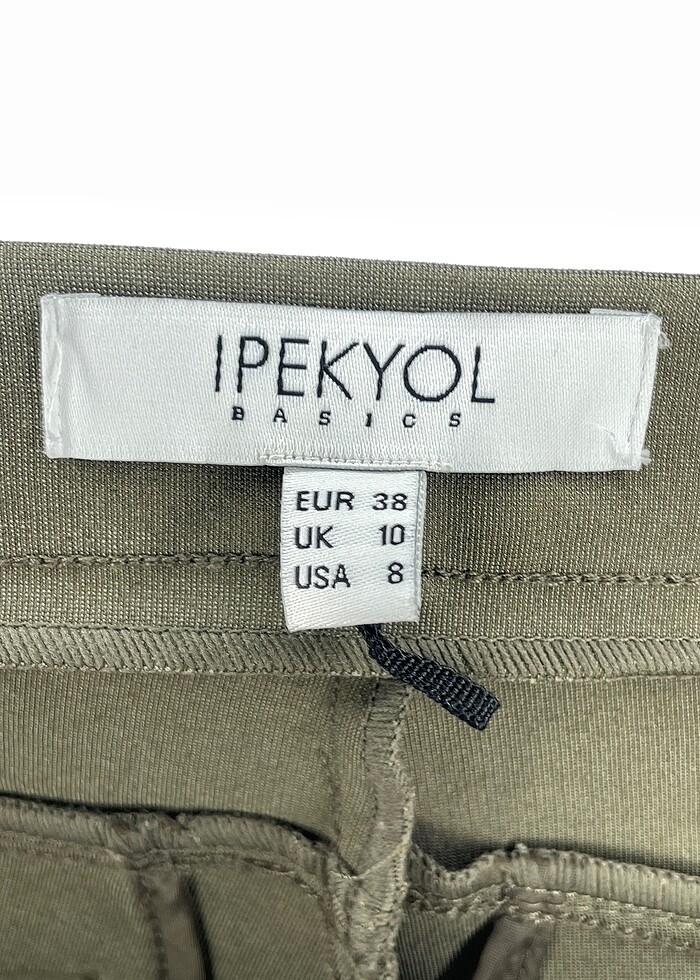 IPEKYOL
BASICS
EUR 38
UK 10
USA 8